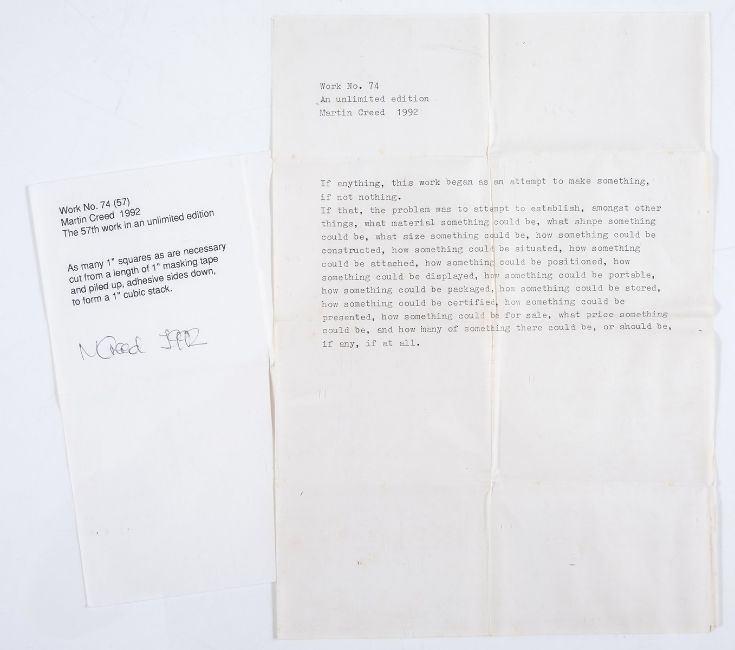 Work No. 74 (57)
Martin Creed 1992
The 57th work in an unlimited edition
As many 1" squares as are necessary
cut from a length of 1" masking tape
and piled up, adhesive sides down,
to form a 1" cubic stack.
MCreed 1992
Work No. 74
An unlimited edition
Martin Creed 1992
If anything, this work began as an attempt to make something,
if not nothing.
If that, the problem was to attempt to establish, amongst other
things, what material something could be, what shape something
could be, what size something could be, how something could be
constructed, how something could be situated, how something
could be attached, how something could be positioned, how
something could be displayed, how something could be portable,
how something could be packaged, how something could be stored,
how something could be certified, how something could be
presented, how something could be for sale, what price something
could be, and how many of something there could be, or should be,
if any, if at all.